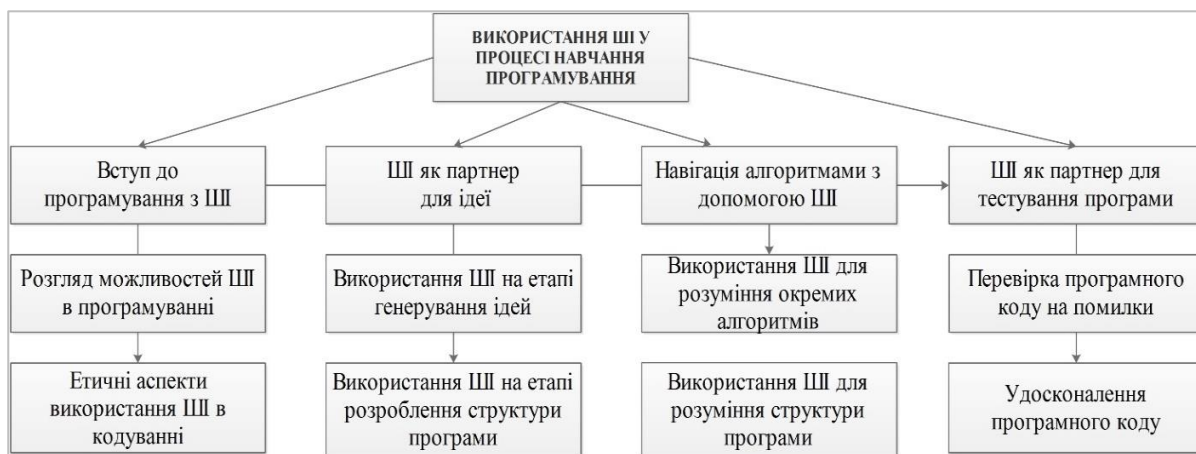 ВИКОРИСТАННЯ ШІ У
ПРОЦЕСІ НАВЧАННЯ
ПРОГРАМУВАННЯ
Вступ до
програмування з ШІ
ШІ як партнер
для ідеї
Навігація алгоритмами з
допомогою ШІ
ШІ як партнер для
тестування програми
Розгляд можливостей ШІ
в програмуванні
Використання ШІ на етапі
генерування ідей
Використання ШІ для
розуміння окремих
алгоритмів
Перевірка програмного
коду на помилки
Етичні аспекти
використання ШІ в
кодуванні
Використання ШІ на етапі
розроблення структури
програми
Використання ШІ для
розуміння структури
програми
Удосконалення
програмного коду